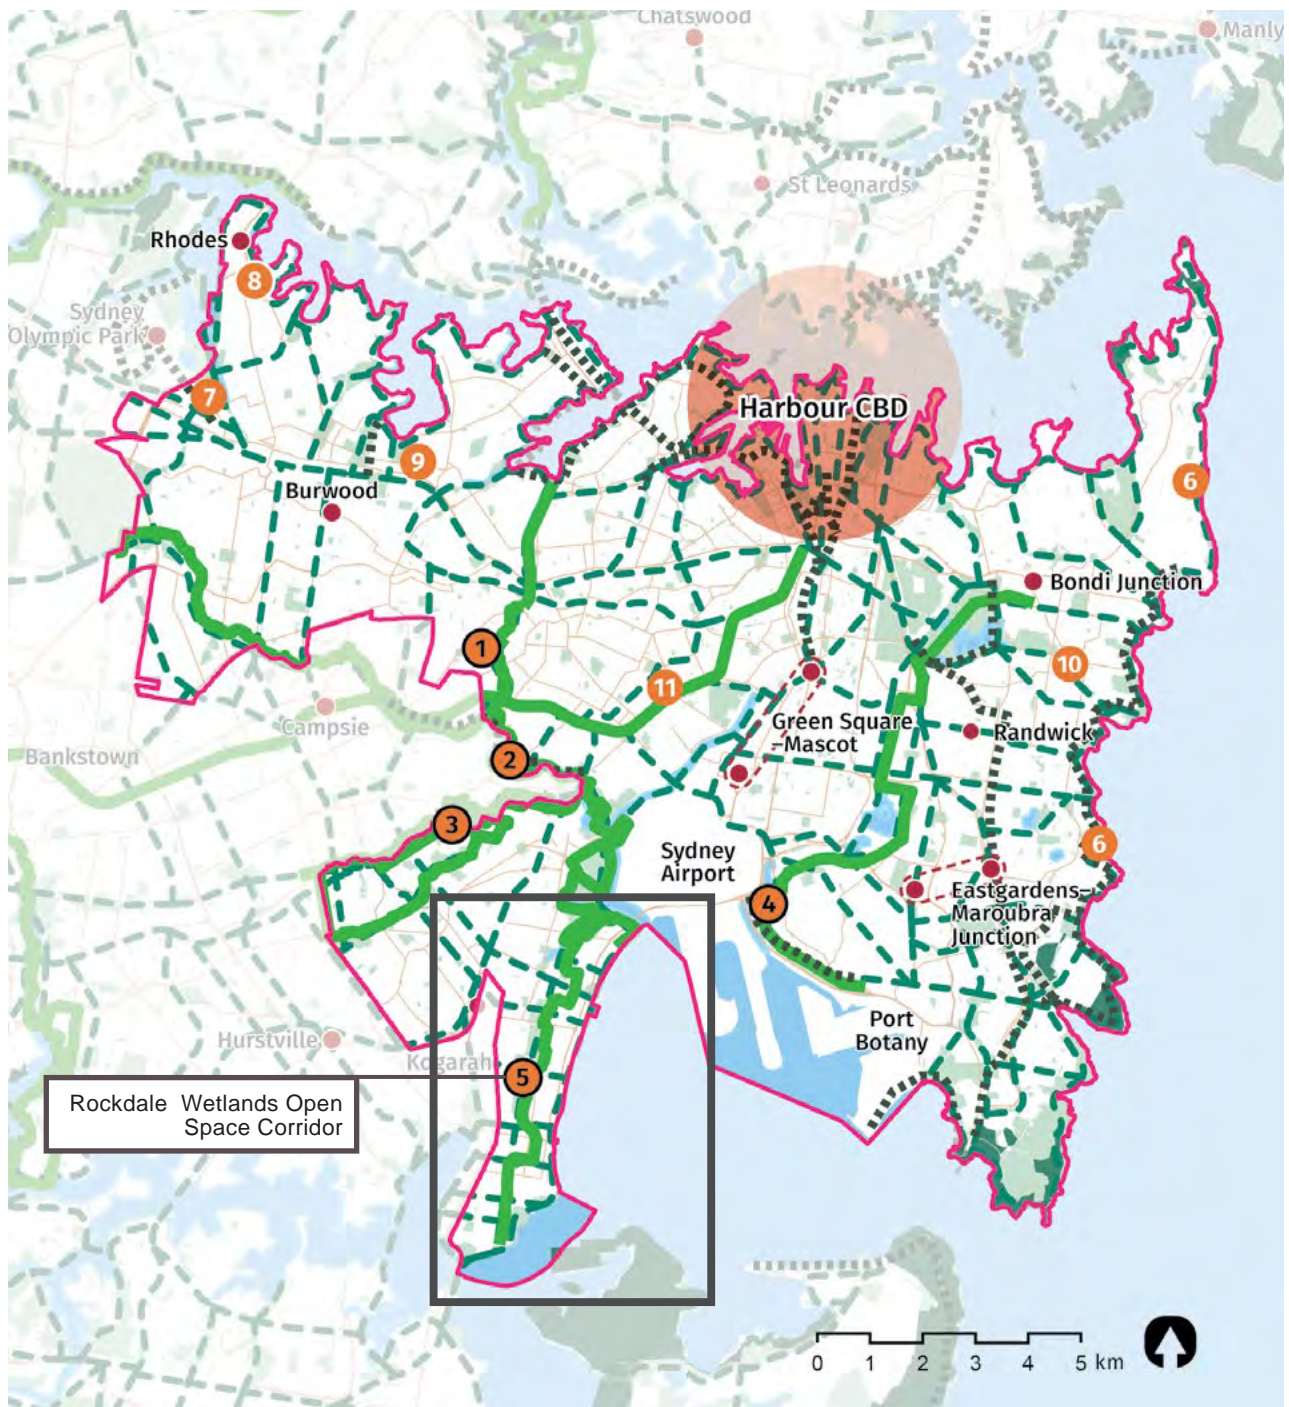 Chatswood
Manly
St Leonards
Rhodes
8
Sydney
Olympic Park
7
Harbour CBD
9
Burwood
6
Bondi Junction
1
10
11
Campsie
Green Square
–Mascot
Randwick
Bankstown
2
3
6
Sydney
Airport
4
Eastgardens–
Maroubra
Junction
Port
Botany
Hurstville
Kogarah
5
Rockdale Wetlands Open
Space Corridor
0 1 2 3 4 5 km